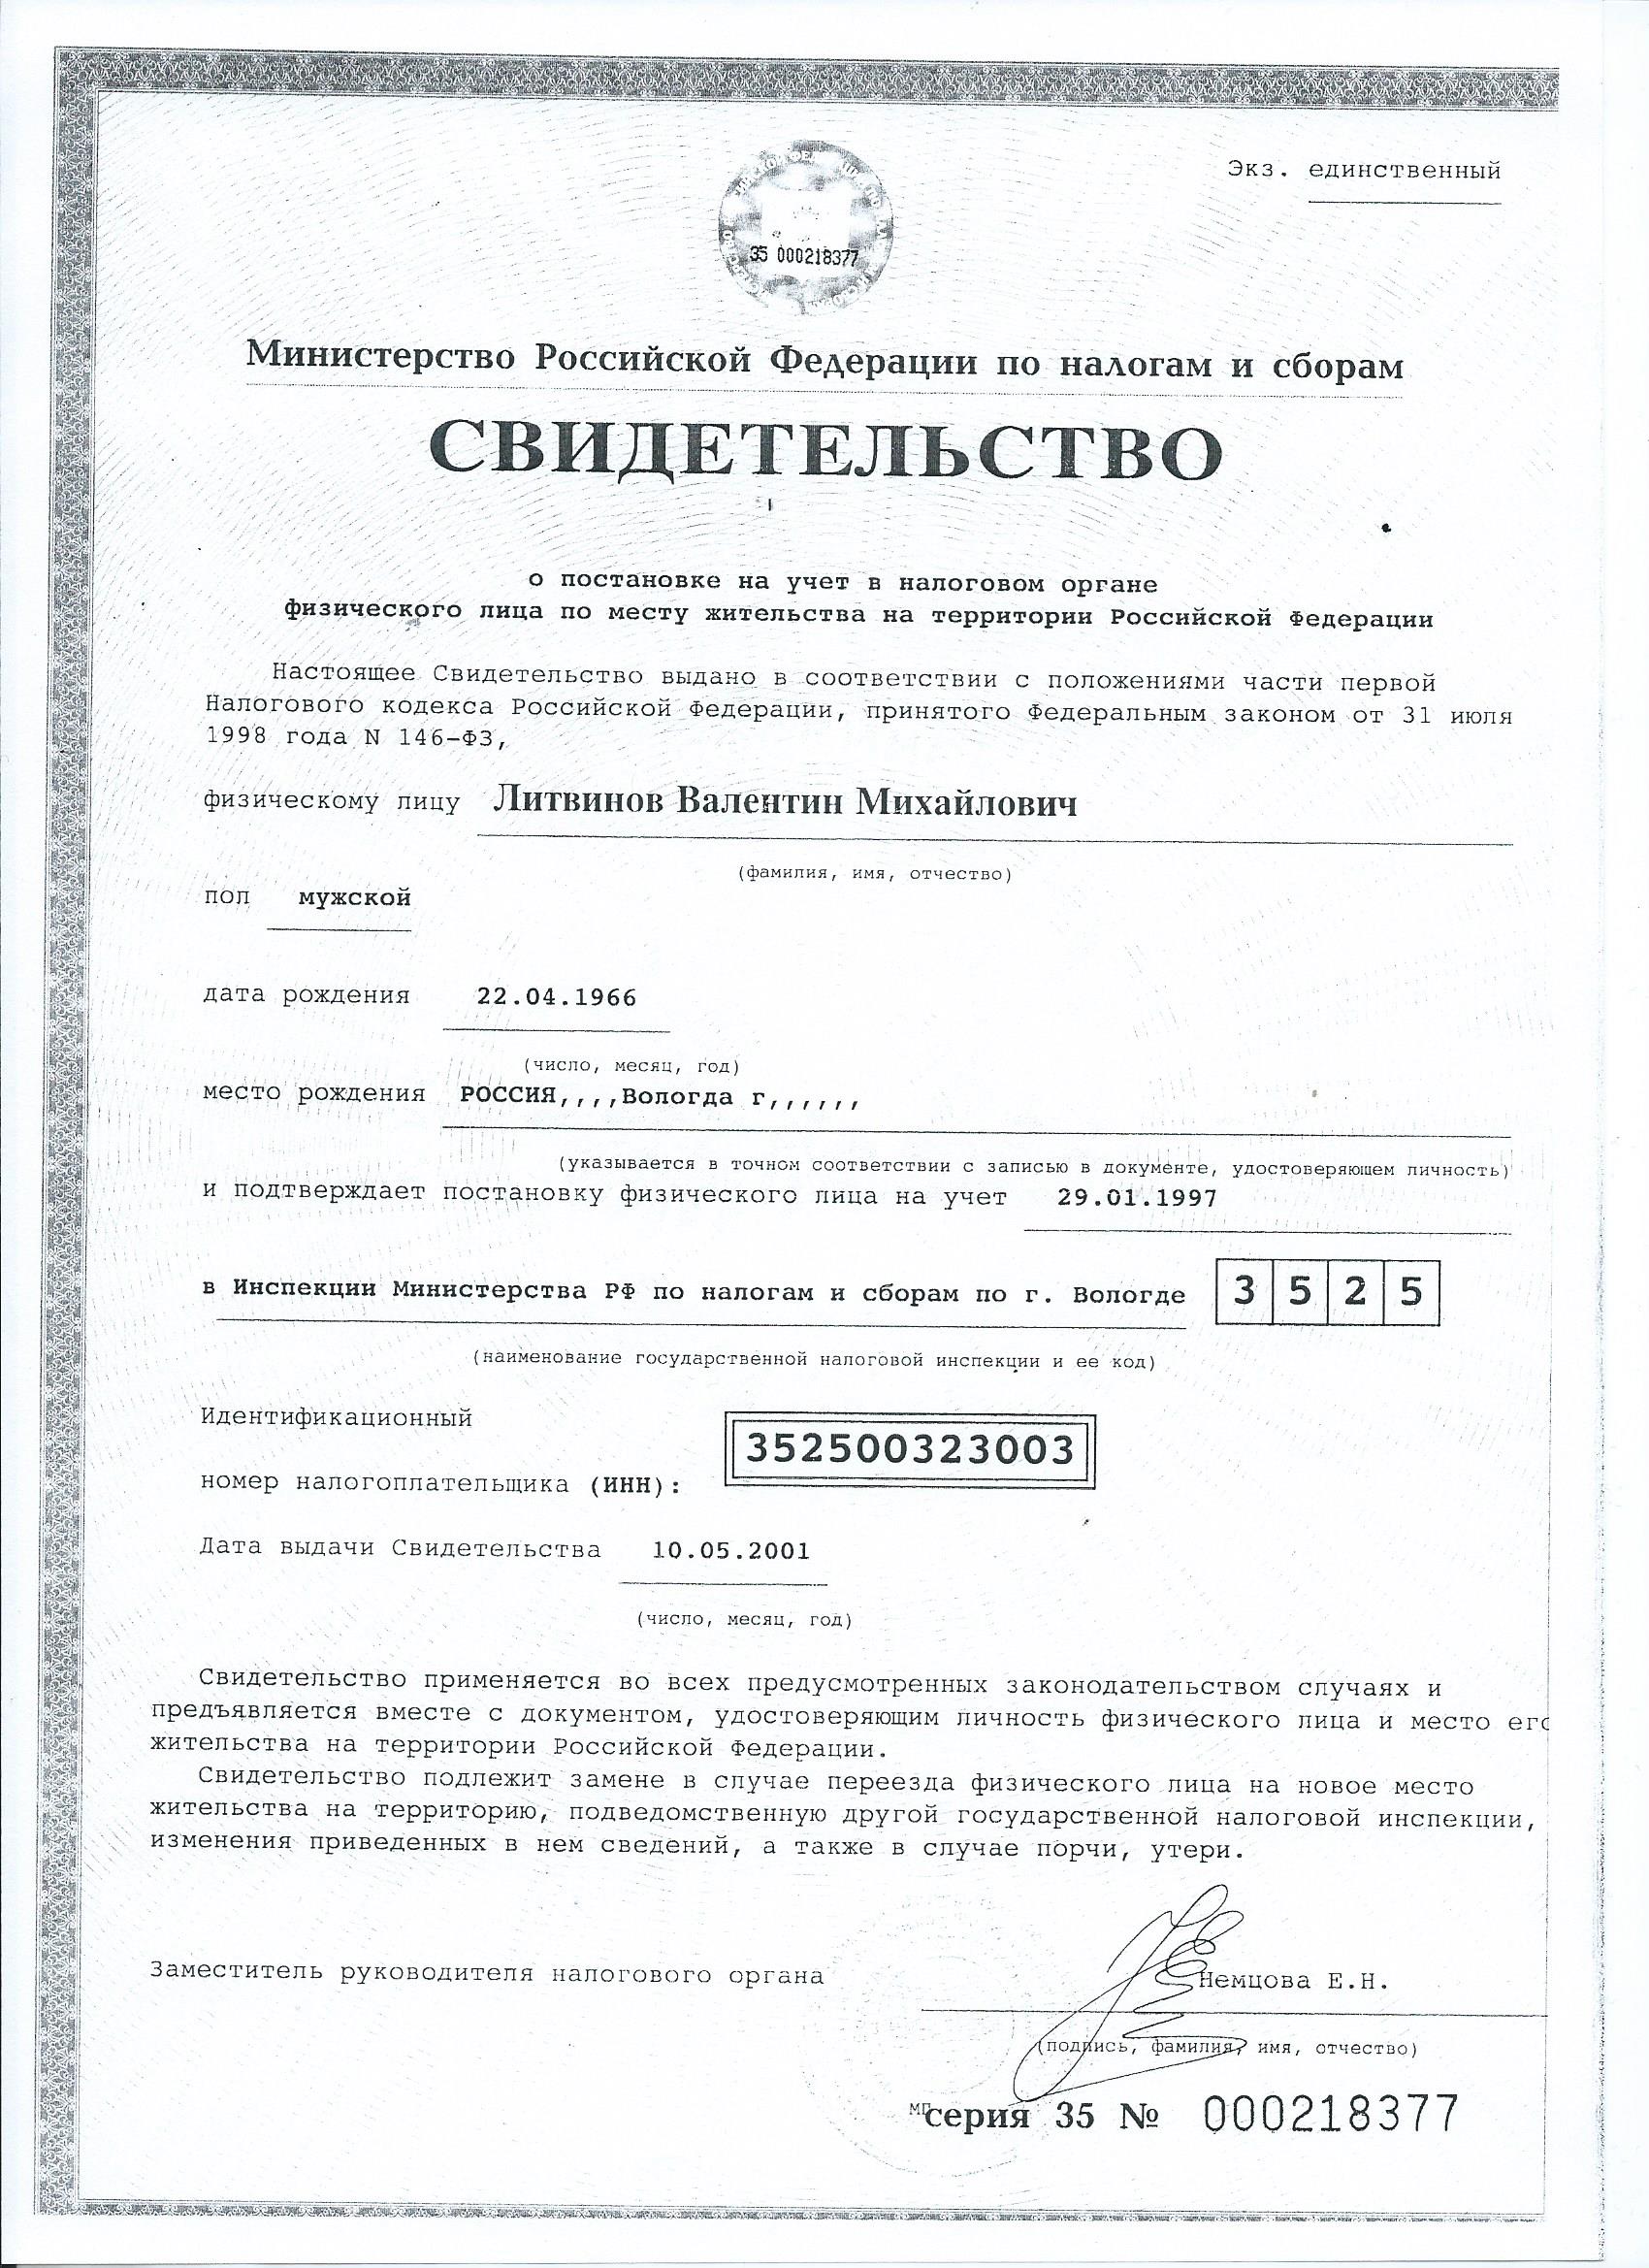 Экз. единственный
35 000218377
Министерство Российской Федерации по налогам и сборам
СВИДЕТЕЛЬСТВО
о постановке на учет в налоговом органе
физического лица по месту жительства на территории Российской Федерации
Настоящее Свидетельство выдано в соответствии с положениями части первой
Налогового кодекса Российской Федерации, принятого Федеральным законом от 31 июля
1998 года N 146-ФЗ,
физическому лицу Литвинов Валентин Михайлович
(фамилия, имя, отчество)
пол мужской
дата рождения 22.04.1966
(число, месяц, год)
место рождения РОССИЯ,,,,Вологда г,,,,,,
(указывается в точном соответствии с записью в документе, удостоверяющем личность)
и подтверждает постановку физического лица на учет 29.01.1997
в Инспекции Министерства РФ по налогам и сборам по г. Вологде 3 5 2 5
(наименование государственной налоговой инспекции и ее код)
Идентификационный
352500323003
номер налогоплательщика (ИНН):
Дата выдачи Свидетельства 10.05.2001
(число, месяц, год)
Свидетельство применяется во всех предусмотренных законодательством случаях и
предъявляется вместе с документом, удостоверяющим личность физического лица и место его
жительства на территории Российской Федерации.
Свидетельство подлежит замене в случае переезда физического лица на новое место
жительства на территорию, подведомственную другой государственной налоговой инспекции,
изменения приведенных в нем сведений, а также в случае порчи, утери.
Заместитель руководителя налогового органа Немцова Е.Н.
(подпись, фамилия, имя, отчество)
МП серия 35 № 000218377